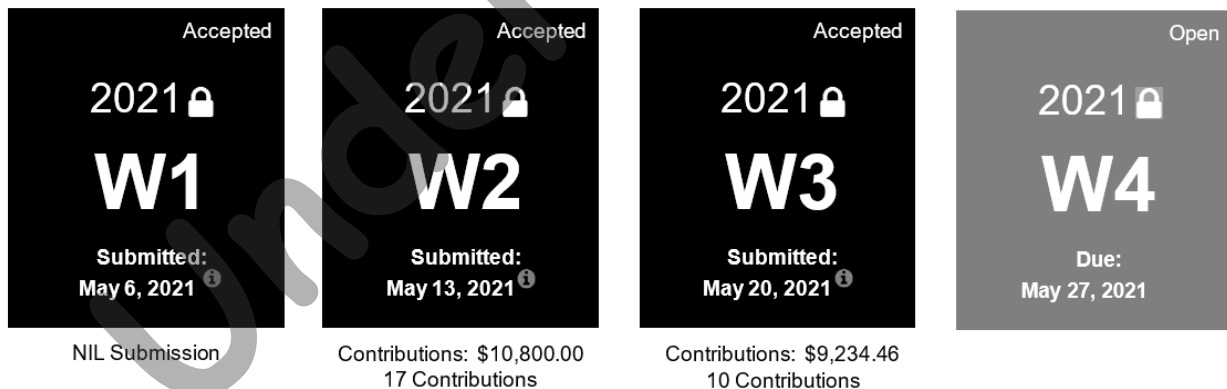 Accepted
2021
W1
Submitted:
May 6, 2021
NIL Submission
Accepted
2021
W2
Submitted:
May 13, 2021
Contributions: $10,800.00
17 Contributions
Accepted
2021
W3
Submitted:
May 20, 2021
Contributions: $9,234.46
10 Contributions
Open
2021
W4
Due:
May 27, 2021